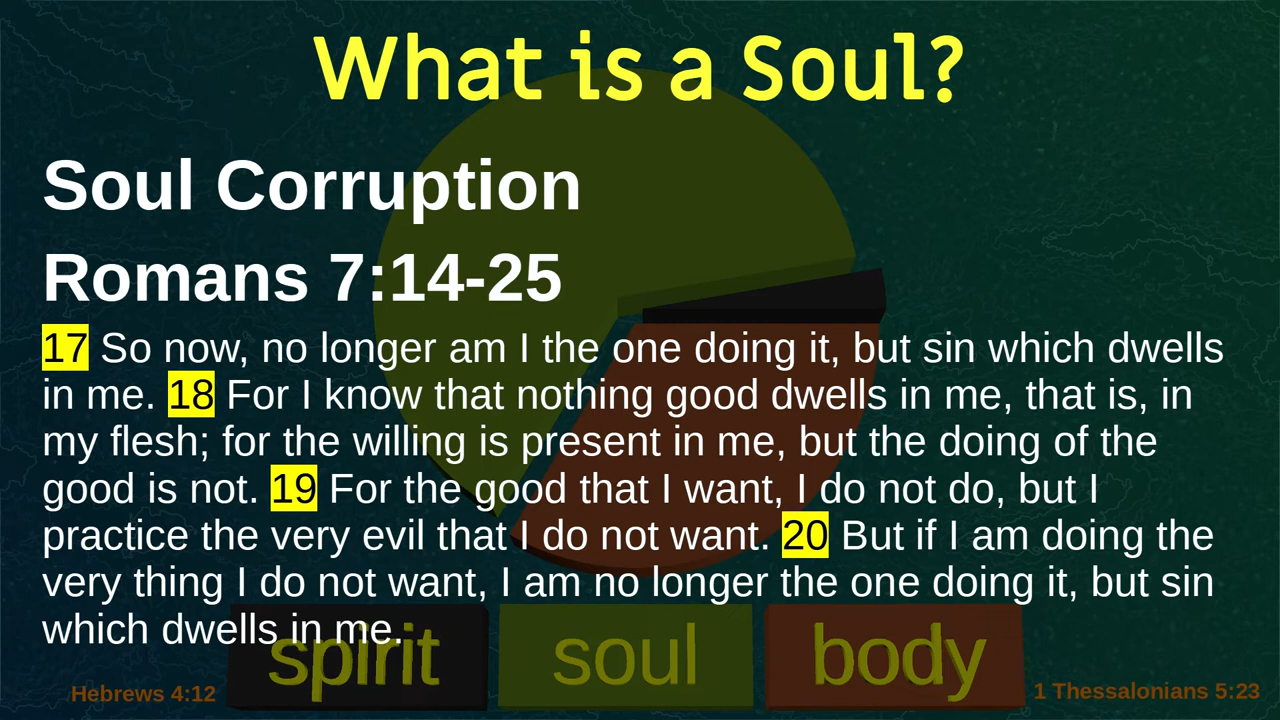 What is a Soul?
Soul Corruption
Romans 7:14-25
17 So now, no longer am I the one doing it, but sin which dwells
in me. 18 For I know that nothing good dwells in me, that is, in
my flesh; for the willing is present in me, but the doing of the
good is not. 19 For the good that I want, I do not do, but I
practice the very evil that I do not want. 20 But if I am doing the
very thing I do not want, I am no longer the one doing it, but sin
which dwells in me.
spirit soul body
Hebrews 4:12
1 Thessalonians 5:23